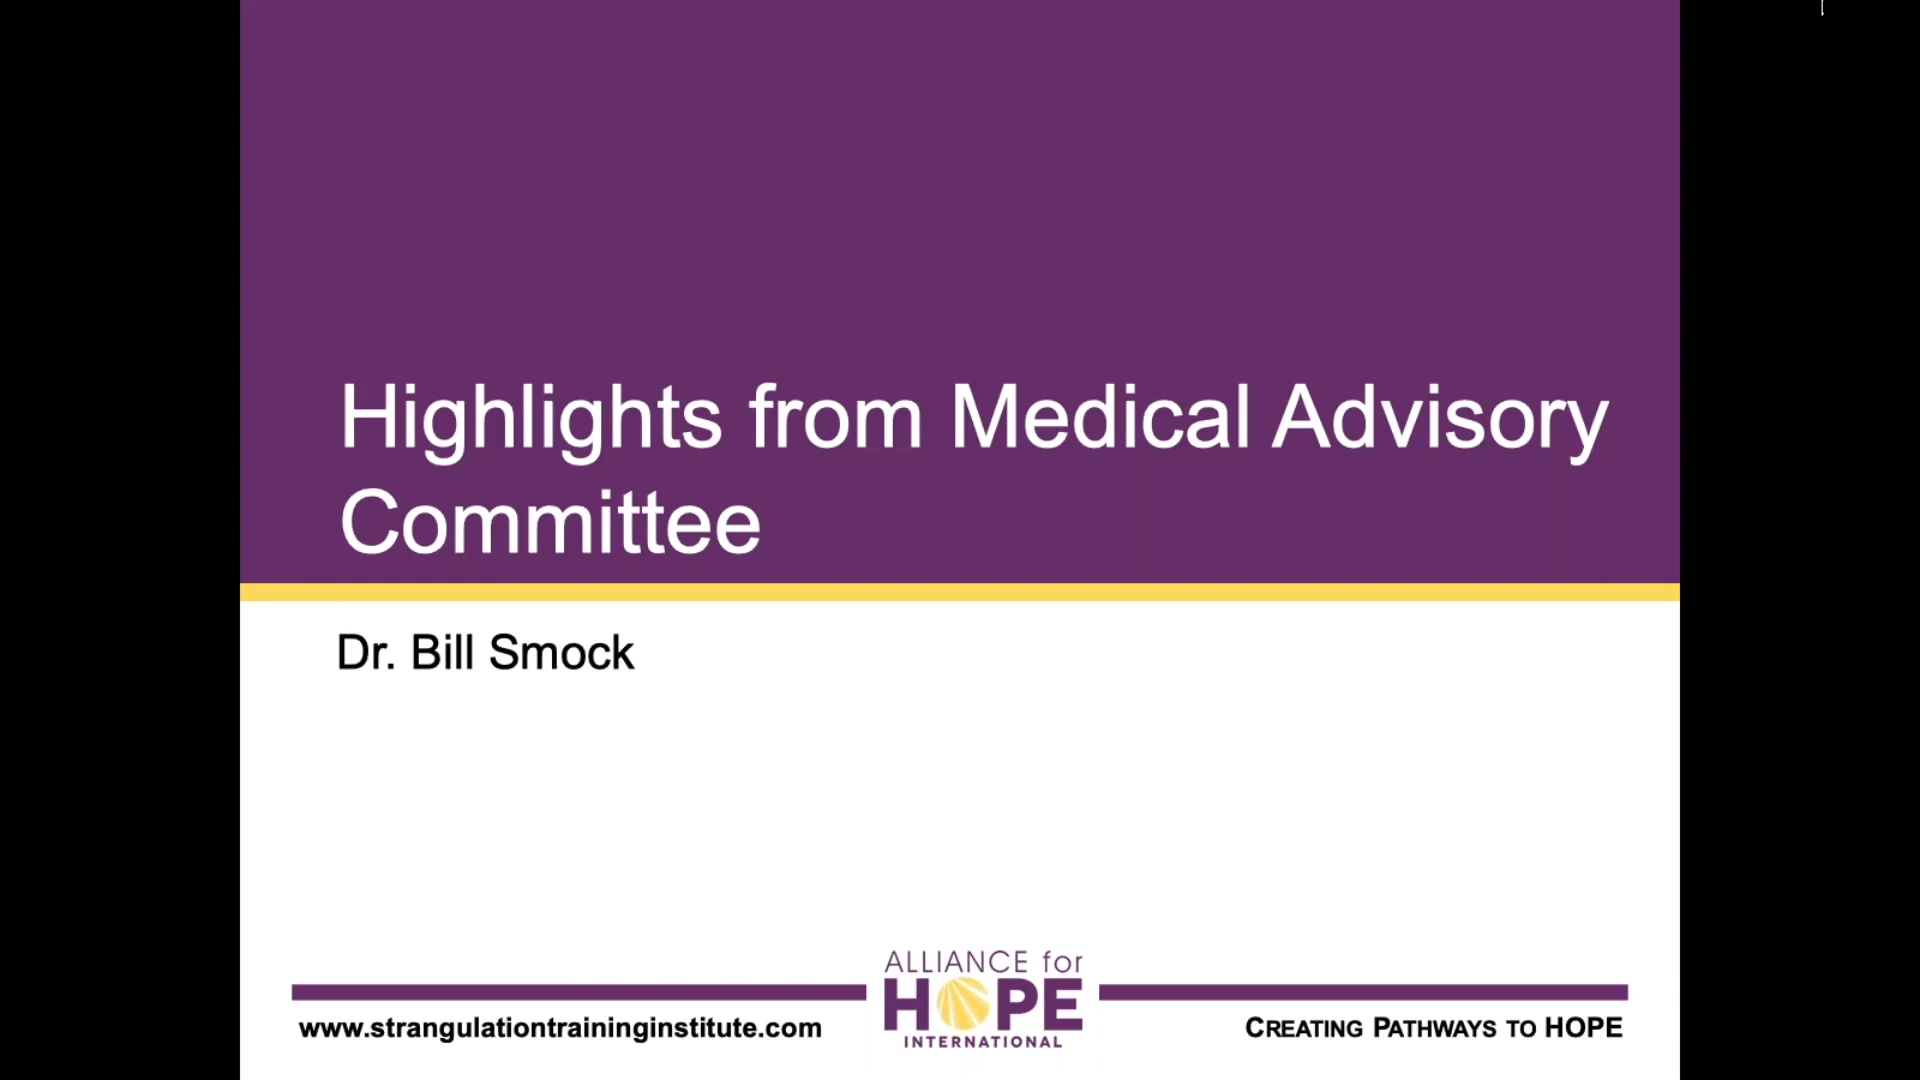 Highlights from Medical Advisory
Committee
Dr. Bill Smock
ALLIANCE for
HOPE
INTERNATIONAL
www.strangulationtraininginstitute.com
CREATING PATHWAYS TO HOPE